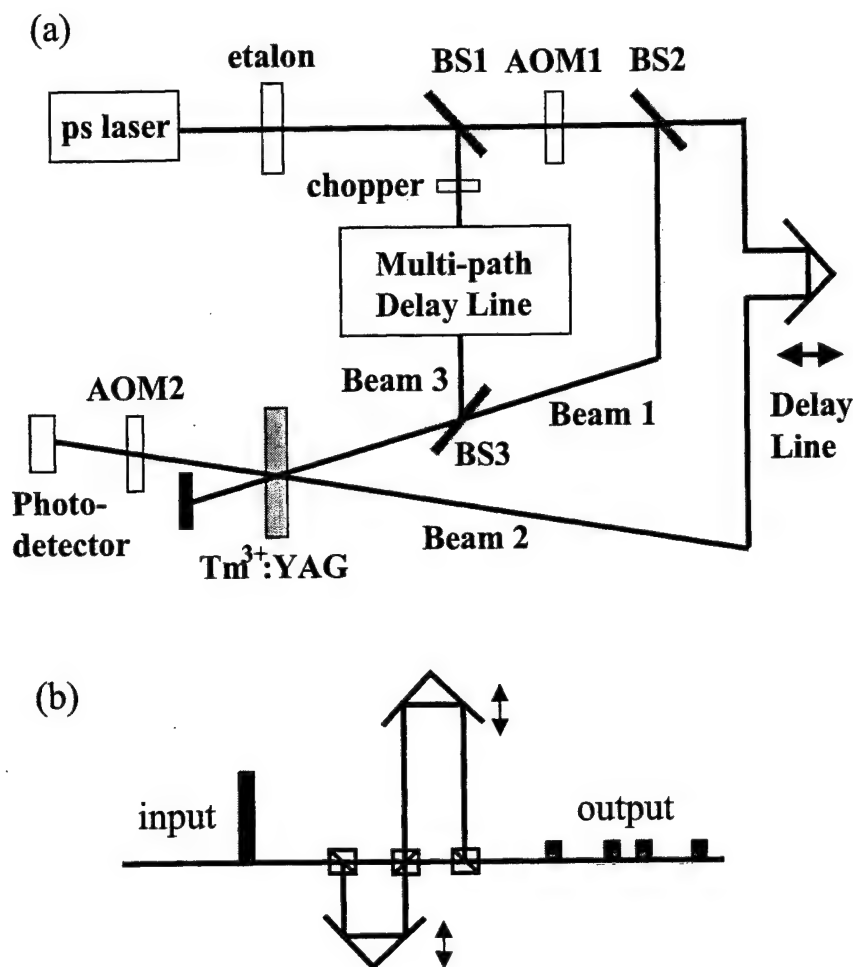 (a)
etalon
BS1
AOM1
BS2
ps laser
chopper
Multi-path
Delay Line
Beam 3
Beam 1
AOM2
BS3
Delay
Line
Photo-
detector
Beam 2
Tm³⁺:YAG
(b)
input
output